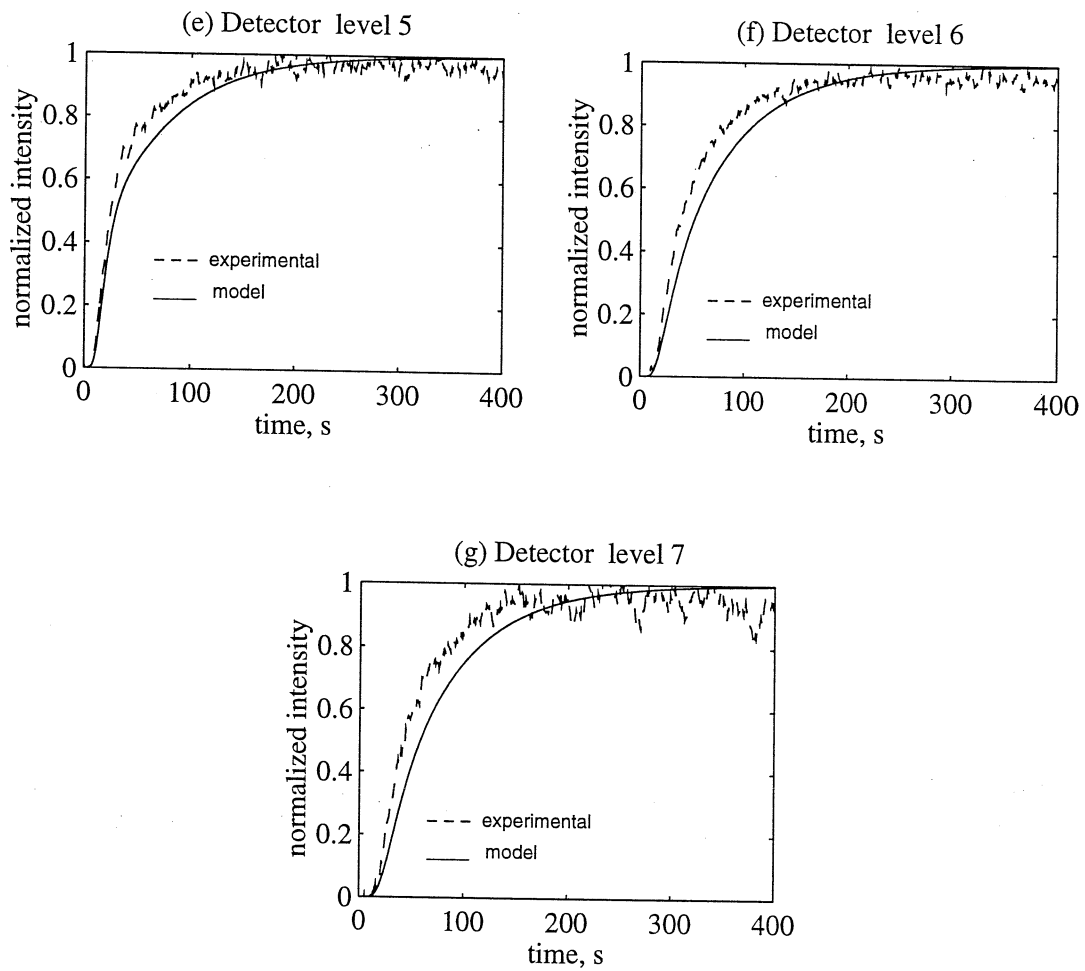 (e) Detector level 5
1
0.8
0.6
0.4
0.2
0
normalized intensity
experimental
model
0 100 200 300 400
time, s
(f) Detector level 6
1
0.8
0.6
0.4
0.2
0
normalized intensity
experimental
model
0 100 200 300 400
time, s
(g) Detector level 7
1
0.8
0.6
0.4
0.2
0
normalized intensity
experimental
model
0 100 200 300 400
time, s